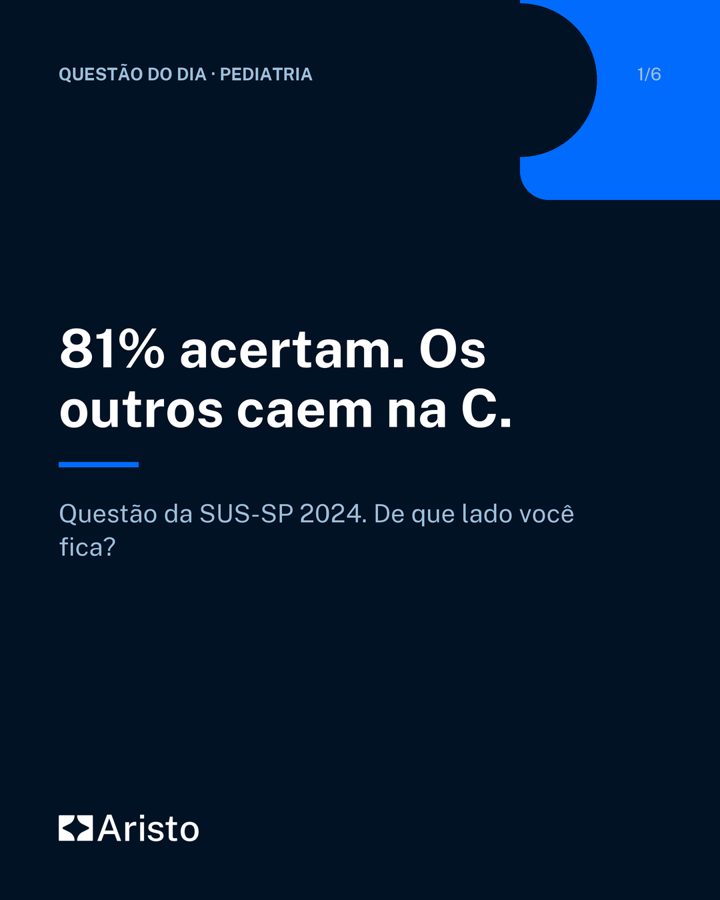 QUESTÃO DO DIA · PEDIATRIA
1/6
81% acertam. Os
outros caem na C.
Questão da SUS-SP 2024. De que lado você
fica?
Aristo